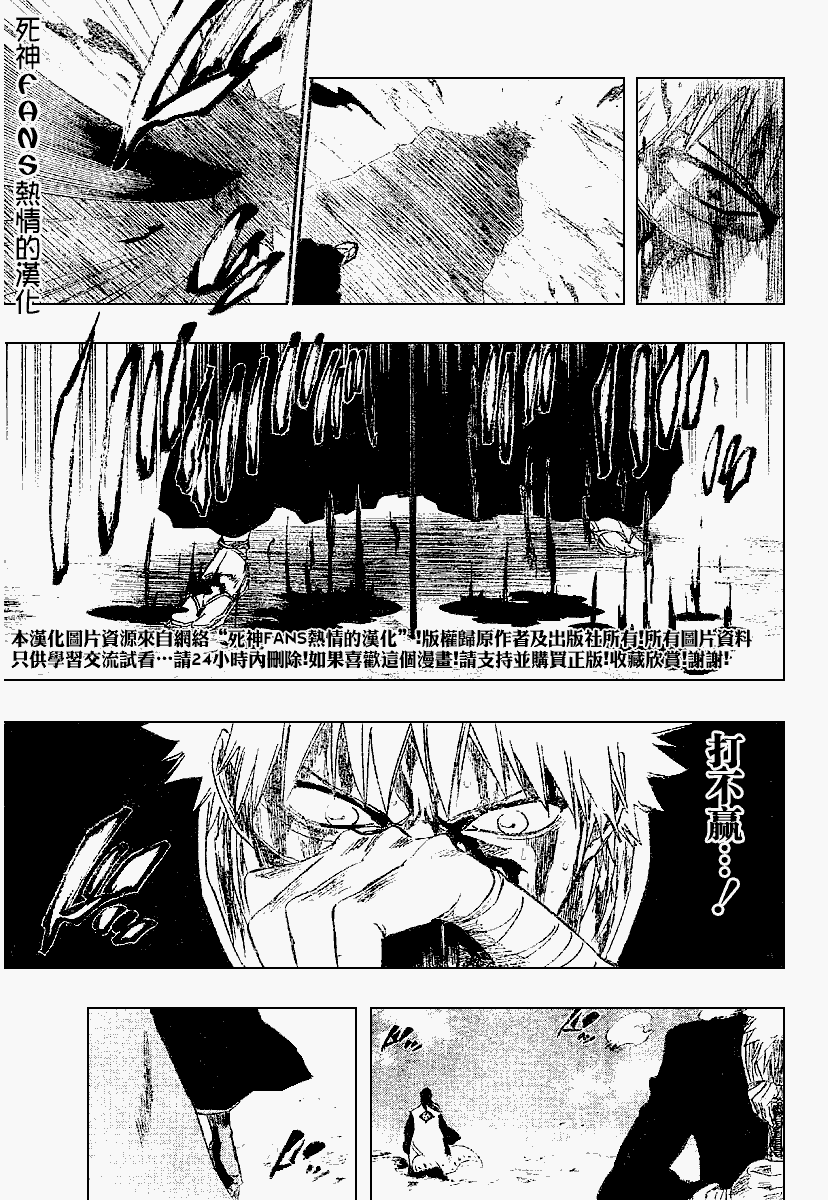 死神FANS熱情的漢化
本漢化圖片資源來自網絡“死神FANS熱情的漢化”!版權歸原作者及出版社所有!所有圖片資料
只供學習交流試看…請24小時內刪除!如果喜歡這個漫畫!請支持並購買正版!收藏欣賞!謝謝!
打不贏…!